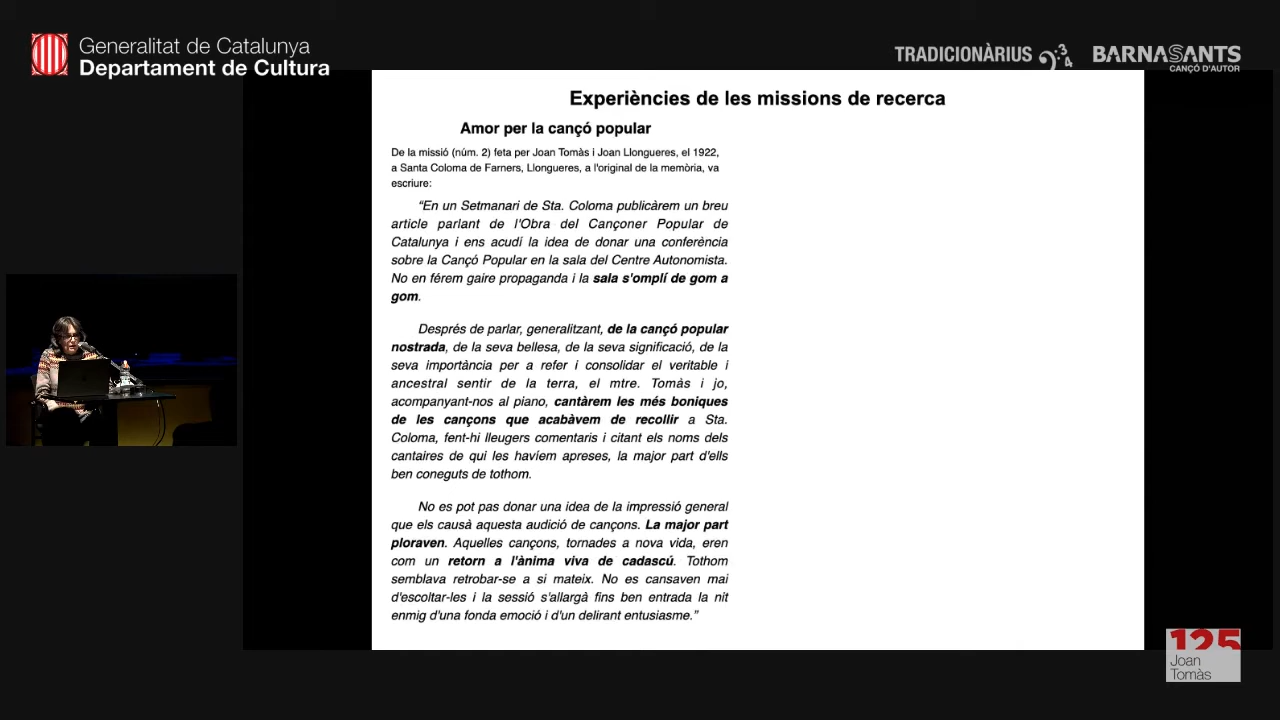 Generalitat de Catalunya
Departament de Cultura
TRADICIONÀRIUS
BARNASANTS
CANÇÓ D'AUTOR
Experiències de les missions de recerca
Amor per la cançó popular
De la missió (núm. 2) feta per Joan Tomàs i Joan Llongueres, el 1922,
a Santa Coloma de Farners, Llongueres, a l'original de la memòria, va
escriure:
“En un Setmanari de Sta. Coloma publicàrem un breu
article parlant de l'Obra del Cançoner Popular de
Catalunya i ens acudí la idea de donar una conferència
sobre la Cançó Popular en la sala del Centre Autonomista.
No en férem gaire propaganda i la sala s'omplí de gom a
gom.
Després de parlar, generalitzant, de la cançó popular
nostrada, de la seva bellesa, de la seva significació, de la
seva importància per a refer i consolidar el veritable i
ancestral sentir de la terra, el mtre. Tomàs i jo,
acompanyant-nos al piano, cantàrem les més boniques
de les cançons que acabàvem de recollir a Sta.
Coloma, fent-hi lleugers comentaris i citant els noms dels
cantaires de qui les havíem apreses, la major part d'ells
ben coneguts de tothom.
No es pot pas donar una idea de la impressió general
que els causà aquesta audició de cançons. La major part
ploraven. Aquelles cançons, tornades a nova vida, eren
com un retorn a l'ànima viva de cadascú. Tothom
semblava retrobar-se a si mateix. No es cansaven mai
d'escoltar-les i la sessió s'allargà fins ben entrada la nit
enmig d'una fonda emoció i d'un delirant entusiasme.”
125
Joan
Tomàs